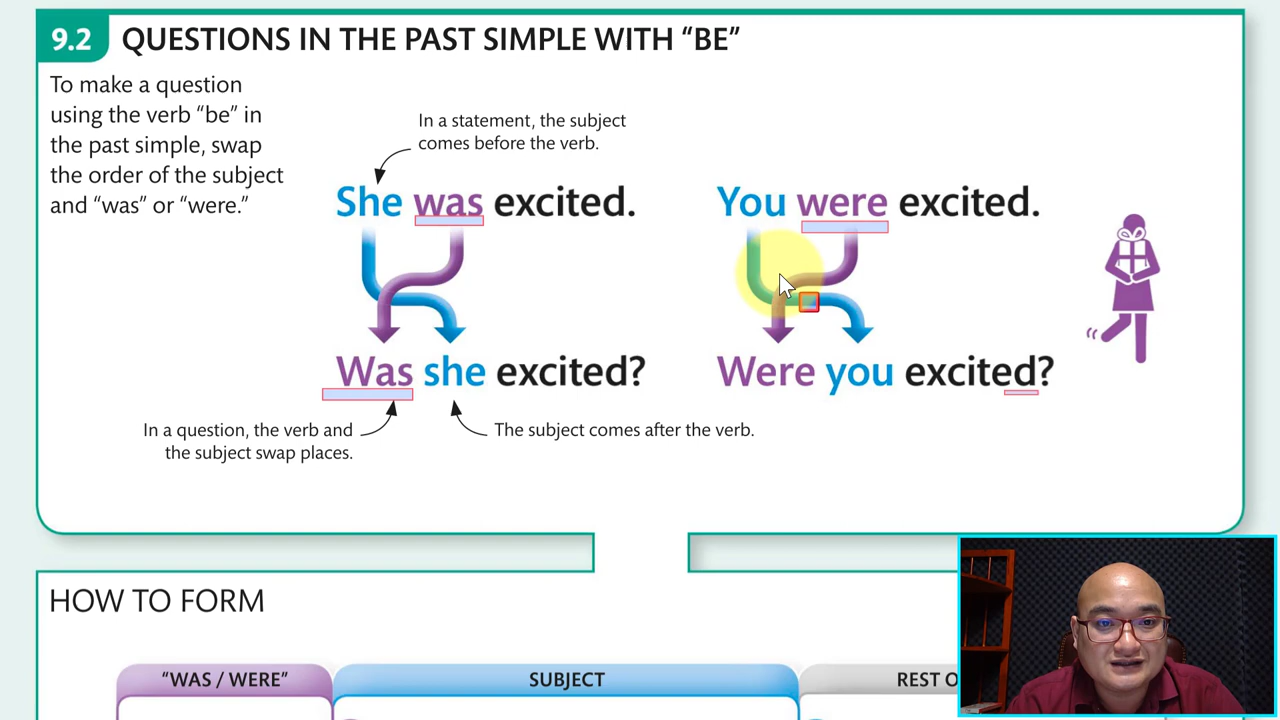 9.2 QUESTIONS IN THE PAST SIMPLE WITH “BE”
To make a question
using the verb “be” in
the past simple, swap
the order of the subject
and “was” or “were.”
In a statement, the subject
comes before the verb.
She was excited.
You were excited.
Was she excited?
Were you excited?
In a question, the verb and
the subject swap places.
The subject comes after the verb.
HOW TO FORM
“WAS / WERE”
SUBJECT
REST